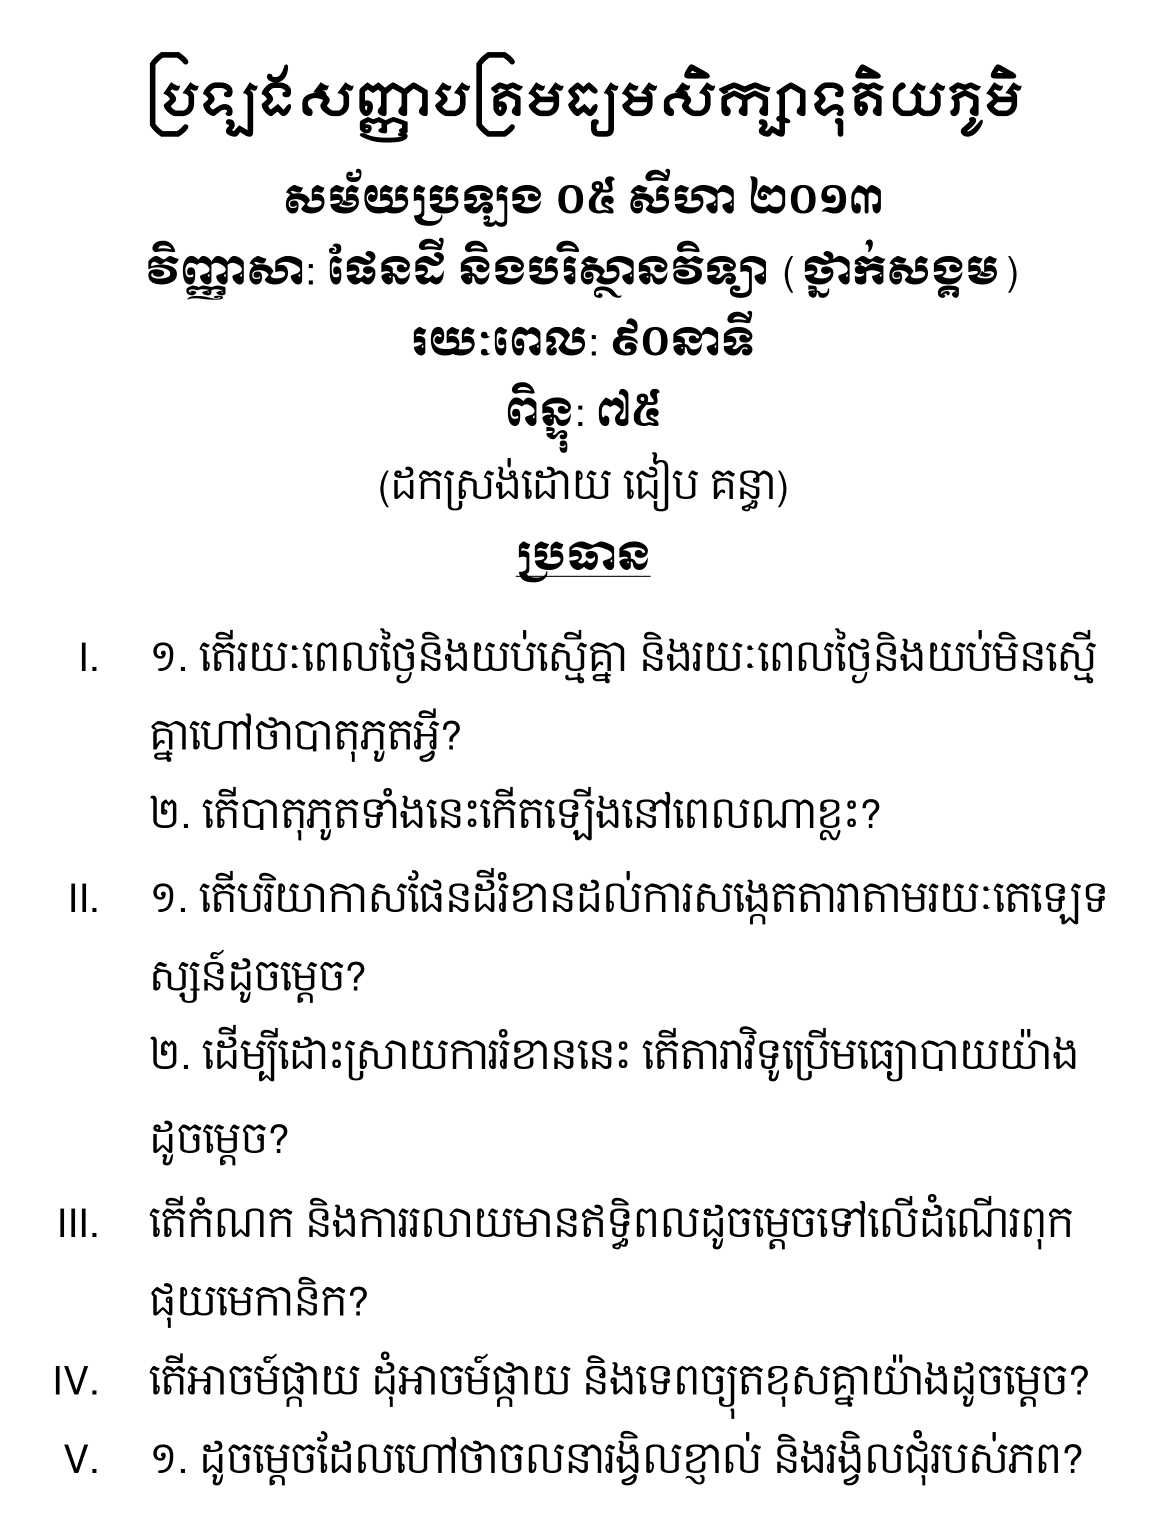 ប្រឡងសញ្ញាបត្រមធ្យមសិក្សាទុតិយភូមិ
សម័យប្រឡង ០៥ សីហា ២០១៣
វិញ្ញាសា: ផែនដី និងបរិស្ថានវិទ្យា (ថ្នាក់សង្គម)
រយៈពេល: ៩០នាទី
ពិន្ទុ: ៧៥
(ដកស្រង់ដោយ ជៀប គន្ធា)
ប្រធាន
I. ១. តើរយៈពេលថ្ងៃនិងយប់ស្មើគ្នា និងរយៈពេលថ្ងៃនិងយប់មិនស្មើ
គ្នាហៅថាបាតុភូតអ្វី?
២. តើបាតុភូតទាំងនេះកើតឡើងនៅពេលណាខ្លះ?
II. ១. តើបរិយាកាសផែនដីរំខានដល់ការសង្កេតតារាតាមរយៈតេឡេទ
ស្សន៍ដូចម្ដេច?
២. ដើម្បីដោះស្រាយការរំខាននេះ តើតារាវិទូប្រើមធ្យោបាយយ៉ាង
ដូចម្ដេច?
III. តើកំណក និងការរលាយមានឥទ្ធិពលដូចម្ដេចទៅលើដំណើរពុក
ផុយមេកានិក?
IV. តើអាចម៍ផ្កាយ ដុំអាចម៍ផ្កាយ និងទេពច្យុតខុសគ្នាយ៉ាងដូចម្ដេច?
V. ១. ដូចម្ដេចដែលហៅថាចលនារង្វិលខ្ញាល់ និងរង្វិលជុំរបស់ភព?